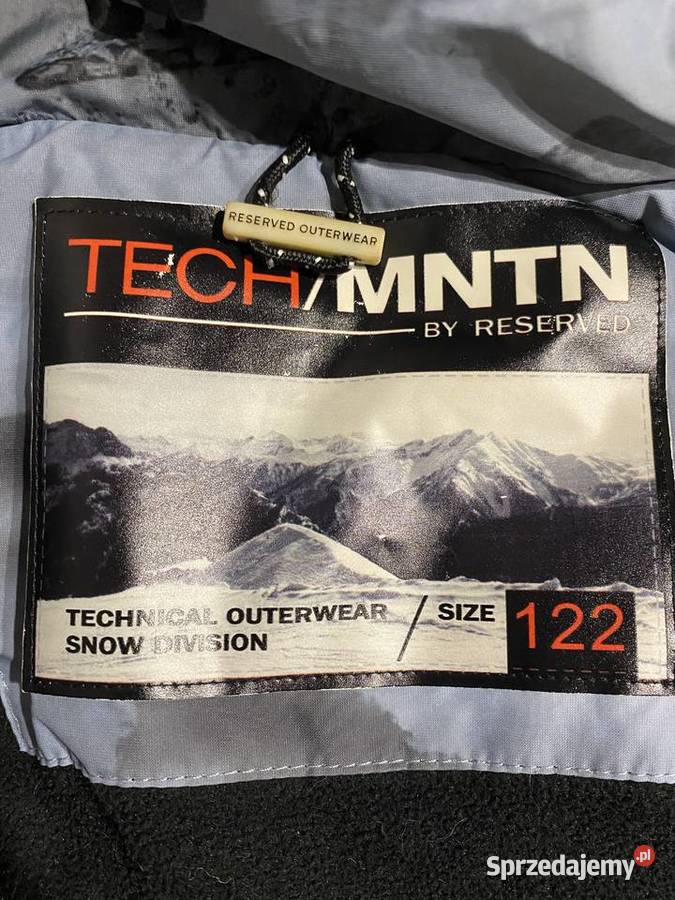 RESERVED OUTERWEAR
TECH/MNTN
BY RESERVED
TECHNICAL OUTERWEAR
SNOW DIVISION
/ SIZE 122
Sprzedajemy.pl